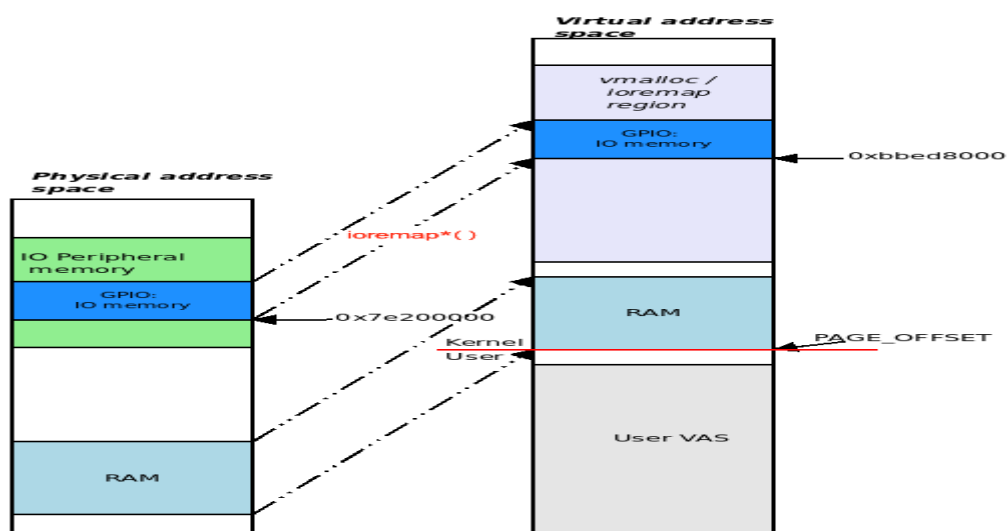 Virtual address
space
vmalloc /
ioremap
region
GPIO:
IO memory
0xbbed8000
Physical address
space
ioremap*()
IO Peripheral
memory
GPIO:
IO memory
0x7e200000
RAM
Kernel
User
PAGE_OFFSET
User VAS
RAM